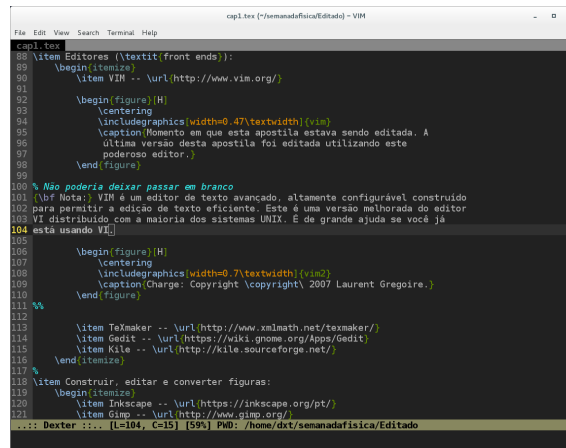 cap1.tex (~/semanadafisica/Editado) - VIM
File Edit View Search Terminal Help
cap1.tex
88 \item Editores (\textit{front ends}):
89 \begin{itemize}
90 \item VIM -- \url{http://www.vim.org/}
91
92 \begin{figure}[H]
93 \centering
94 \includegraphics[width=0.47\textwidth]{vim}
95 \caption{Momento em que esta apostila estava sendo editada. A
96 última versão desta apostila foi editada utilizando este
97 poderoso editor.}
98 \end{figure}
99
100 % Não poderia deixar passar em branco
101 {\bf Nota:} VIM é um editor de texto avançado, altamente configurável construído
102 para permitir a edição de texto eficiente. Este é uma versão melhorada do editor
103 VI distribuído com a maioria dos sistemas UNIX. É de grande ajuda se você já
104 está usando VI.
105
106 \begin{figure}[H]
107 \centering
108 \includegraphics[width=0.7\textwidth]{vim2}
109 \caption{Charge: Copyright \copyright\ 2007 Laurent Gregoire.}
110 \end{figure}
111 %%
112
113 \item TeXmaker -- \url{http://www.xm1math.net/texmaker/}
114 \item Gedit -- \url{https://wiki.gnome.org/Apps/Gedit}
115 \item Kile -- \url{http://kile.sourceforge.net/}
116 \end{itemize}
117 %
118 \item Construir, editar e converter figuras:
119 \begin{itemize}
120 \item Inkscape -- \url{https://inkscape.org/pt/}
121 \item Gimp -- \url{http://www.gimp.org/}
..:: Dexter ::.. [L=104, C=15] [59%] PWD: /home/dxt/semanadafisica/Editado